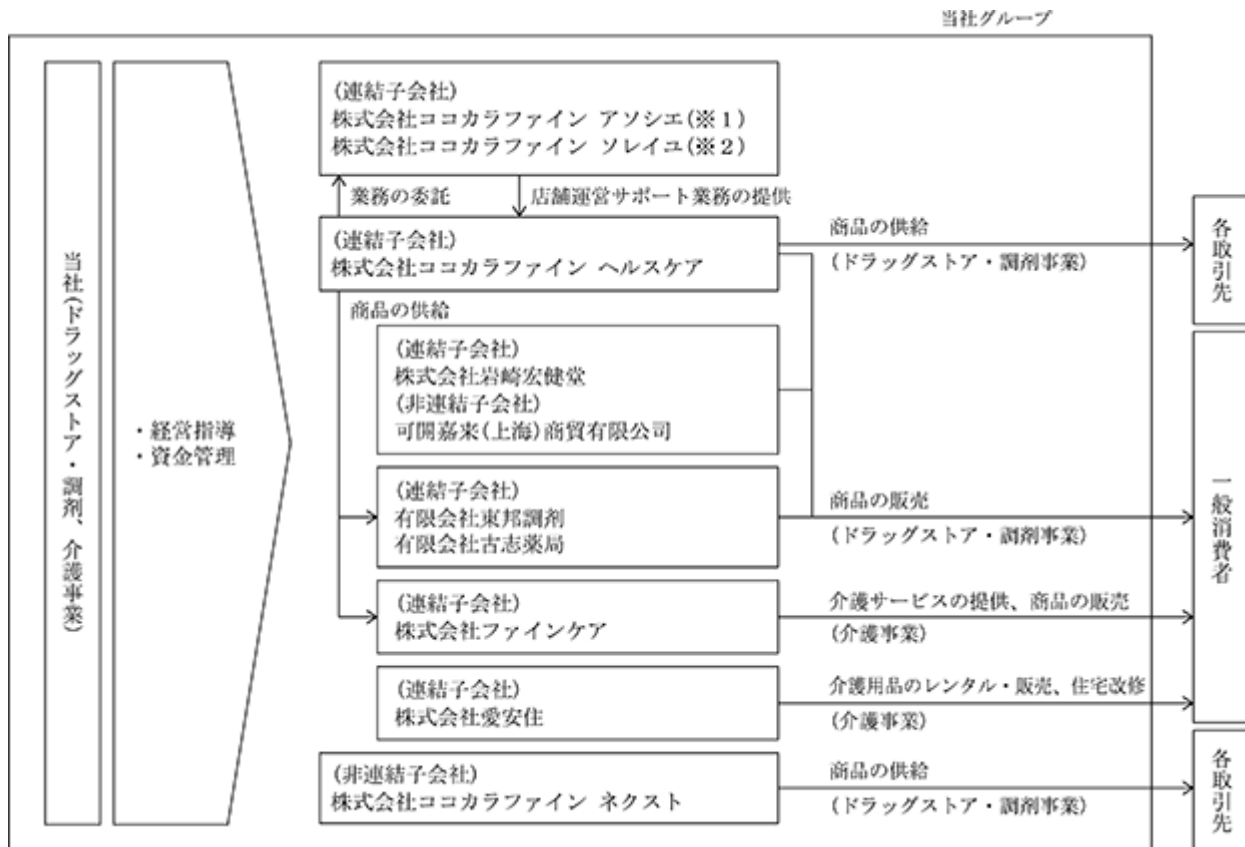 当社グループ
当社(ドラッグストア・調剤、介護事業)
・経営指導
・資金管理
(連結子会社)
株式会社ココカラファイン アソシエ(※1)
株式会社ココカラファイン ソレイユ(※2)
業務の委託
店舗運営サポート業務の提供
(連結子会社)
株式会社ココカラファイン ヘルスケア
商品の供給
(ドラッグストア・調剤事業)
各取引先
商品の供給
(連結子会社)
株式会社岩崎宏健堂
(非連結子会社)
可開嘉来(上海)商貿有限公司
(連結子会社)
有限会社東邦調剤
有限会社古志薬局
商品の販売
(ドラッグストア・調剤事業)
一般消費者
(連結子会社)
株式会社ファインケア
介護サービスの提供、商品の販売
(介護事業)
(連結子会社)
株式会社愛安住
介護用品のレンタル・販売、住宅改修
(介護事業)
(非連結子会社)
株式会社ココカラファイン ネクスト
商品の供給
(ドラッグストア・調剤事業)
各取引先